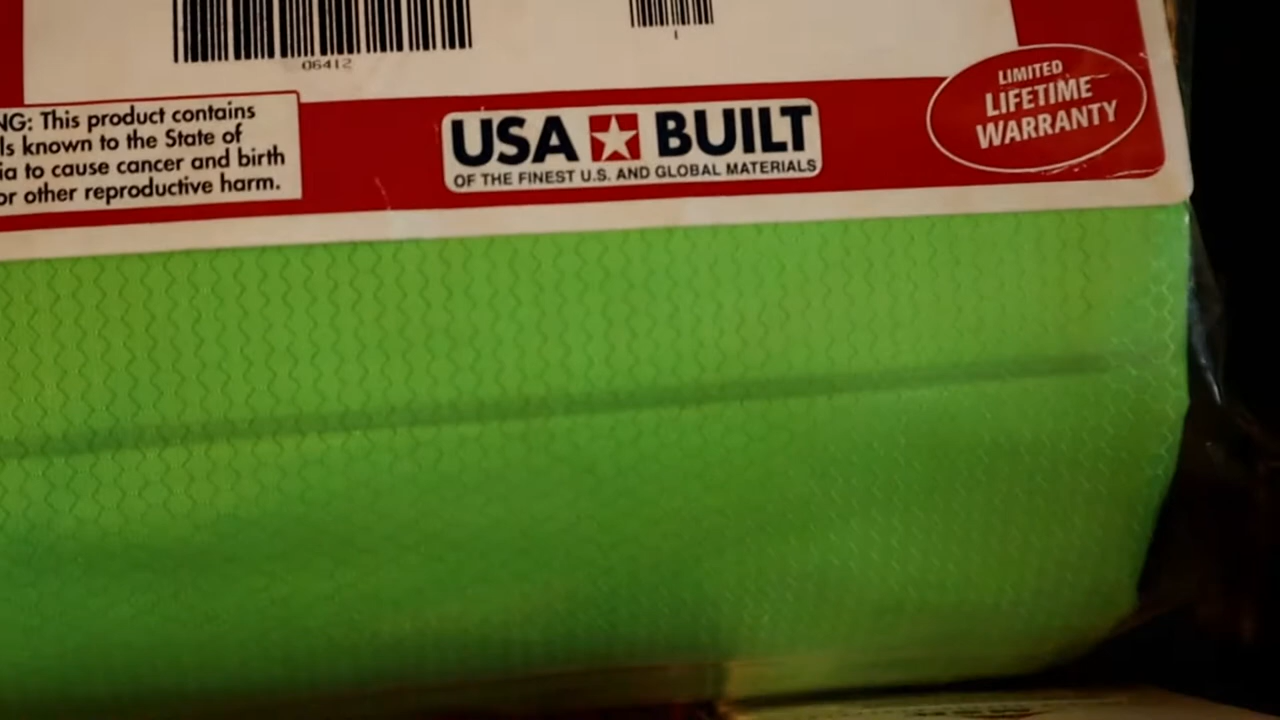 06412
1
NG: This product contains
ls known to the State of
ia to cause cancer and birth
or other reproductive harm.
USA BUILT
OF THE FINEST U.S. AND GLOBAL MATERIALS
LIMITED
LIFETIME
WARRANTY